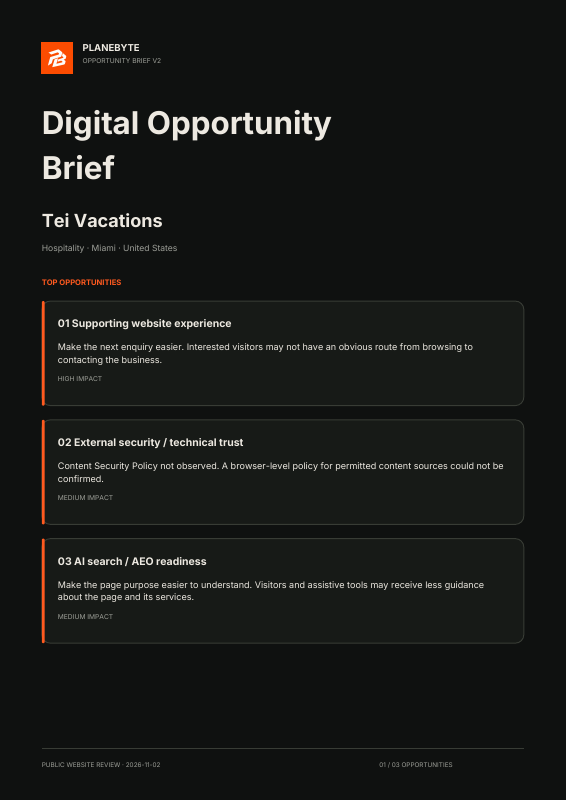 PLANEBYTE
OPPORTUNITY BRIEF V2
Digital Opportunity
Brief
Tei Vacations
Hospitality · Miami · United States
TOP OPPORTUNITIES
01 Supporting website experience
Make the next enquiry easier. Interested visitors may not have an obvious route from browsing to
contacting the business.
HIGH IMPACT
02 External security / technical trust
Content Security Policy not observed. A browser-level policy for permitted content sources could not be
confirmed.
MEDIUM IMPACT
03 AI search / AEO readiness
Make the page purpose easier to understand. Visitors and assistive tools may receive less guidance
about the page and its services.
MEDIUM IMPACT
PUBLIC WEBSITE REVIEW · 2026-11-02
01 / 03 OPPORTUNITIES